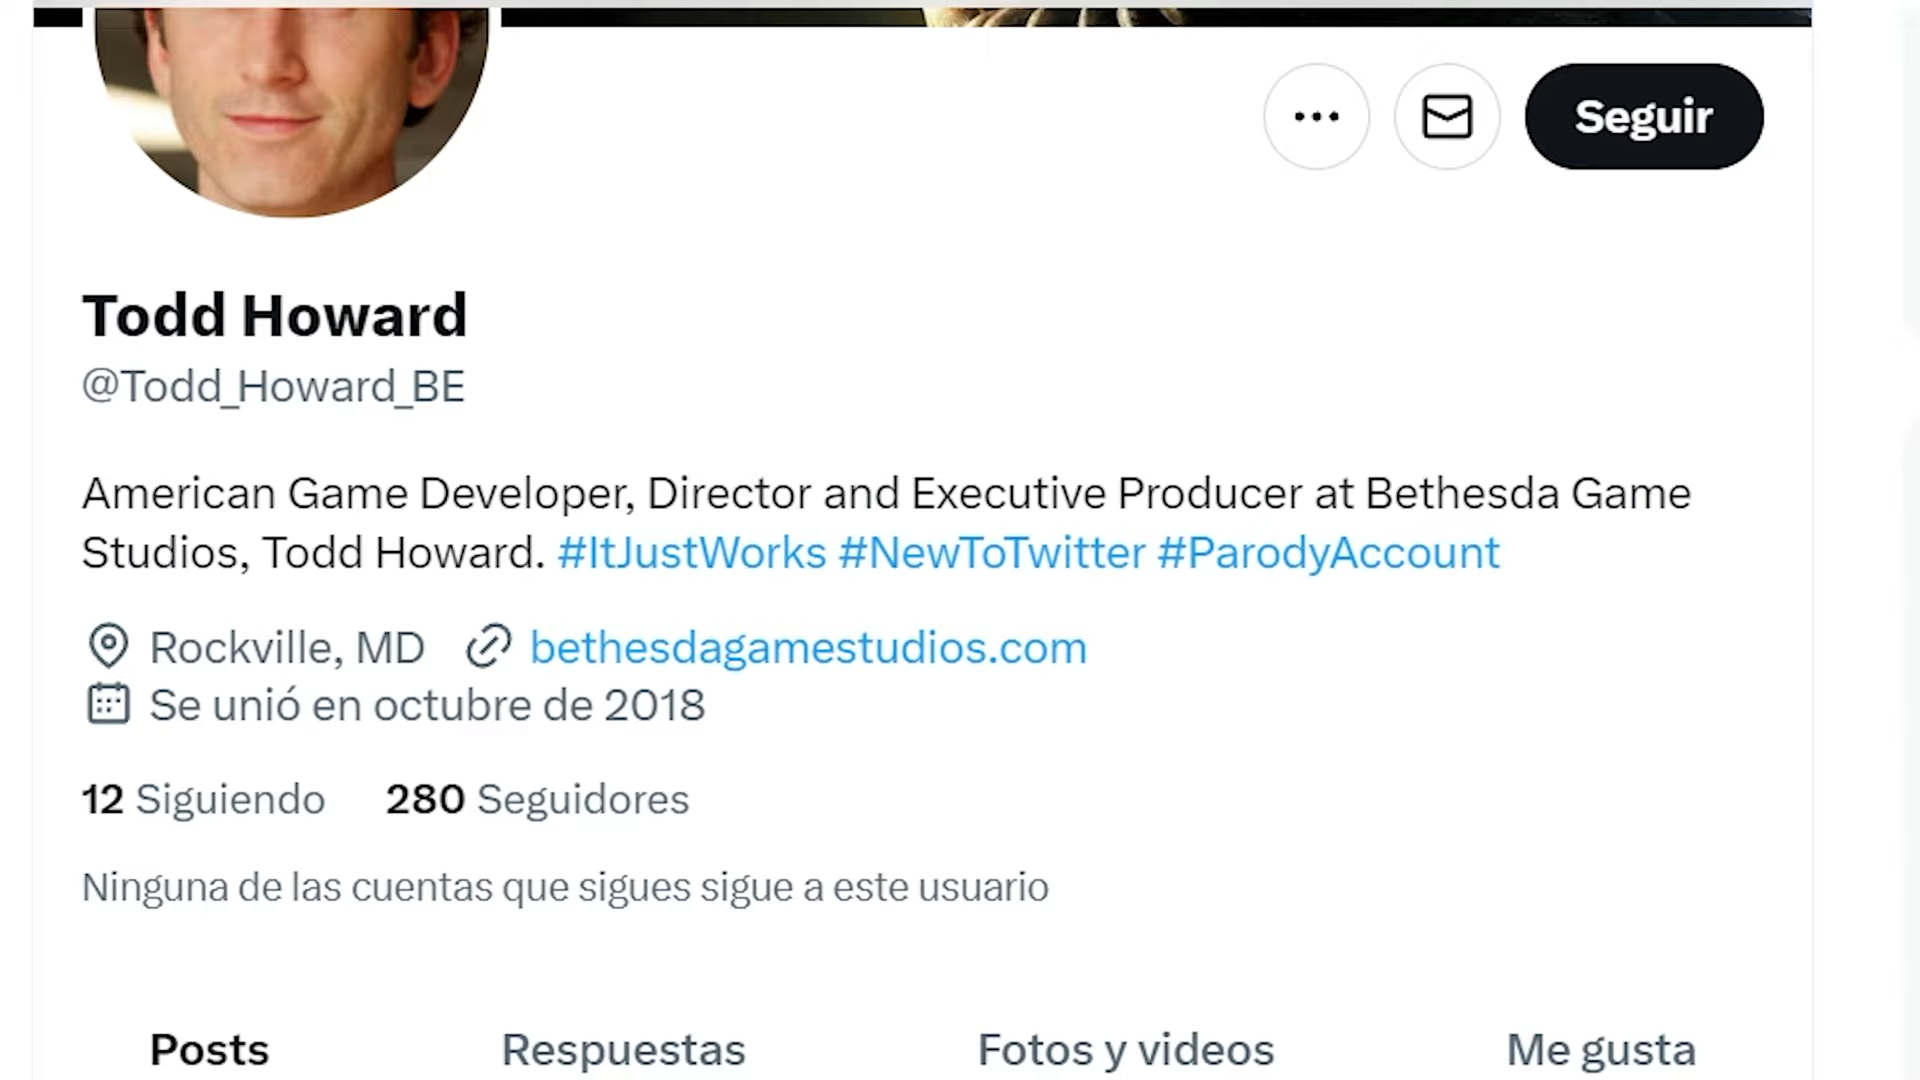 Seguir
Todd Howard
@Todd_Howard_BE
American Game Developer, Director and Executive Producer at Bethesda Game
Studios, Todd Howard. #ItJustWorks #NewToTwitter #ParodyAccount
Rockville, MD bethesdagamestudios.com
Se unió en octubre de 2018
12 Siguiendo 280 Seguidores
Ninguna de las cuentas que sigues sigue a este usuario
Posts Respuestas Fotos y videos Me gusta